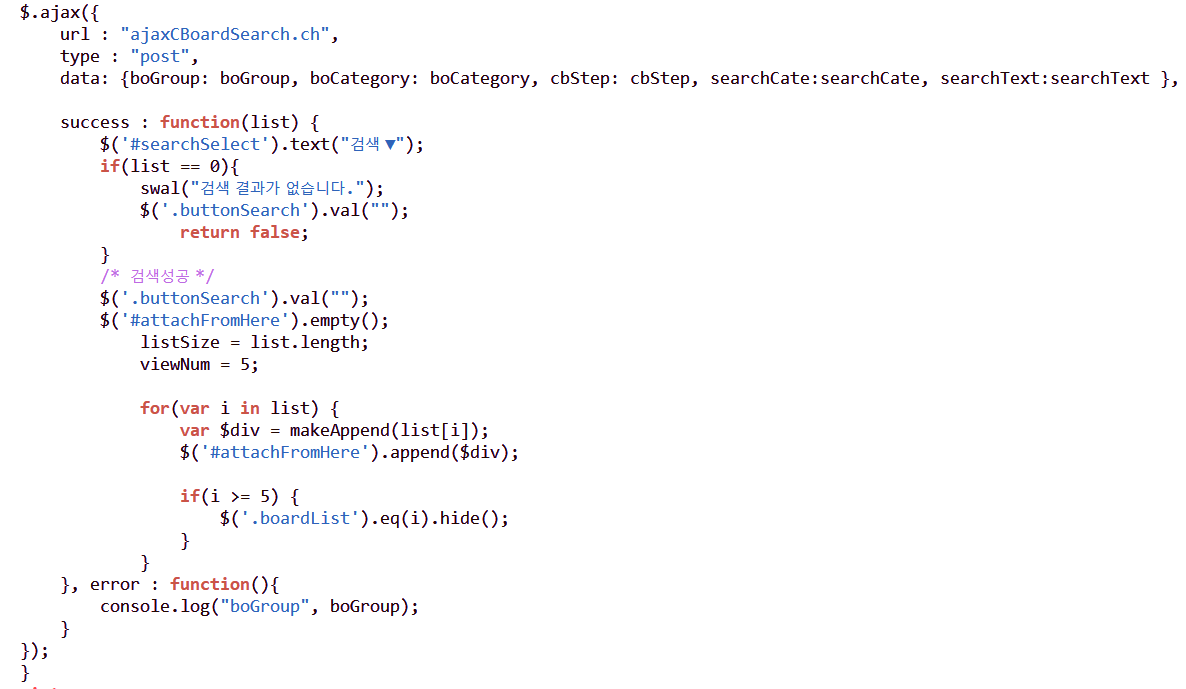 $.ajax({
    url : "ajaxCBoardSearch.ch",
    type : "post",
    data: {boGroup: boGroup, boCategory: boCategory, cbStep: cbStep, searchCate:searchCate, searchText:searchText },

    success : function(list) {
        $('#searchSelect').text("검색 ▼");
        if(list == 0){
            swal("검색 결과가 없습니다.");
            $('.buttonSearch').val("");
                return false;
        }
        /* 검색성공 */
        $('.buttonSearch').val("");
        $('#attachFromHere').empty();
            listSize = list.length;
            viewNum = 5;

            for(var i in list) {
                var $div = makeAppend(list[i]);
                $('#attachFromHere').append($div);

                if(i >= 5) {
                    $('.boardList').eq(i).hide();
                }
            }
    }, error : function(){
        console.log("boGroup", boGroup);
    }
});
}